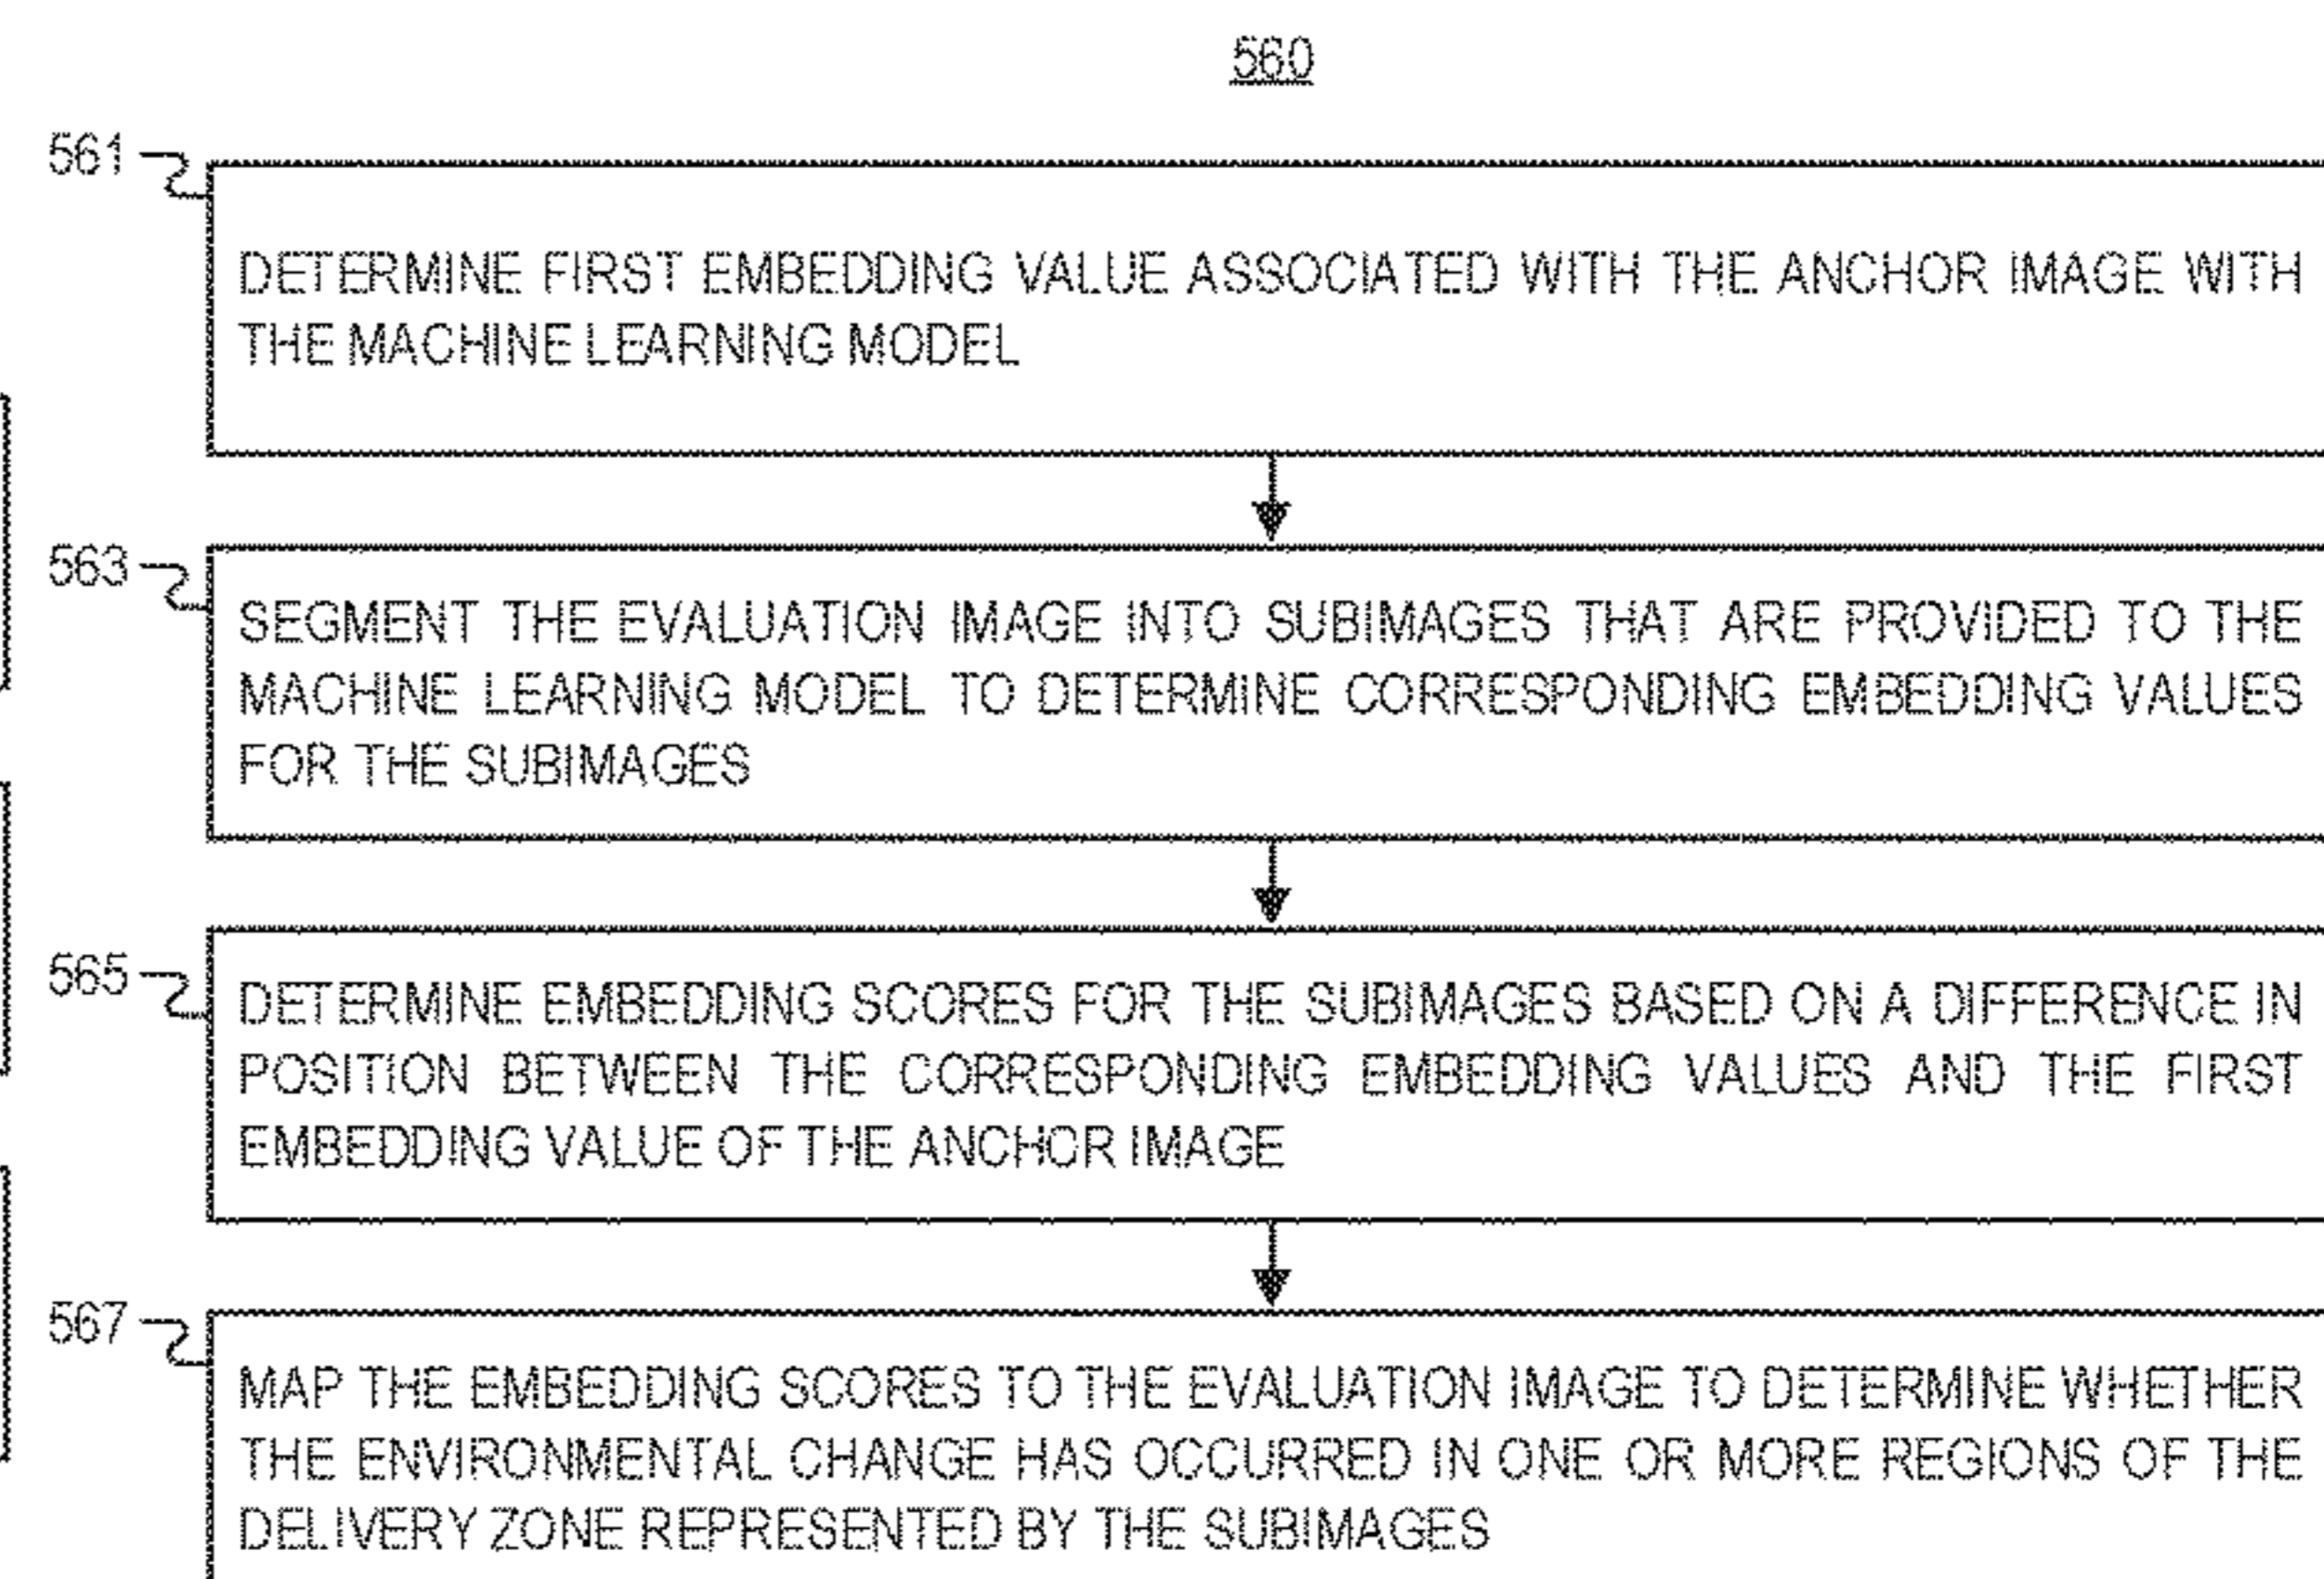 560
561
DETERMINE FIRST EMBEDDING VALUE ASSOCIATED WITH THE ANCHOR IMAGE WITH
THE MACHINE LEARNING MODEL
563
SEGMENT THE EVALUATION IMAGE INTO SUBIMAGES THAT ARE PROVIDED TO THE
MACHINE LEARNING MODEL TO DETERMINE CORRESPONDING EMBEDDING VALUES
FOR THE SUBIMAGES
565
DETERMINE EMBEDDING SCORES FOR THE SUBIMAGES BASED ON A DIFFERENCE IN
POSITION BETWEEN THE CORRESPONDING EMBEDDING VALUES AND THE FIRST
EMBEDDING VALUE OF THE ANCHOR IMAGE
567
MAP THE EMBEDDING SCORES TO THE EVALUATION IMAGE TO DETERMINE WHETHER
THE ENVIRONMENTAL CHANGE HAS OCCURRED IN ONE OR MORE REGIONS OF THE
DELIVERY ZONE REPRESENTED BY THE SUBIMAGES